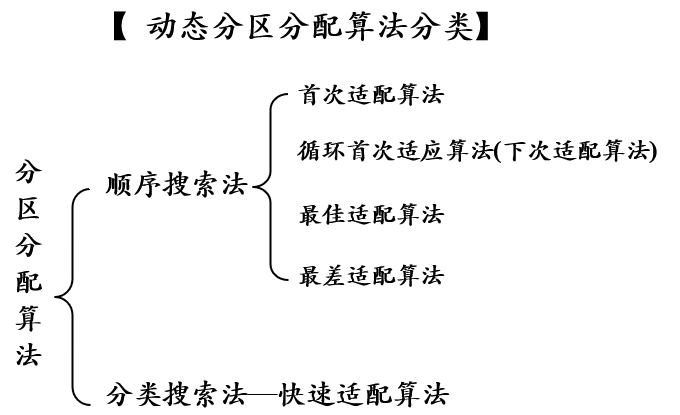 【 动态分区分配算法分类】
分区分配算法
顺序搜索法
首次适配算法
循环首次适应算法(下次适配算法)
最佳适配算法
最差适配算法
分类搜索法—快速适配算法